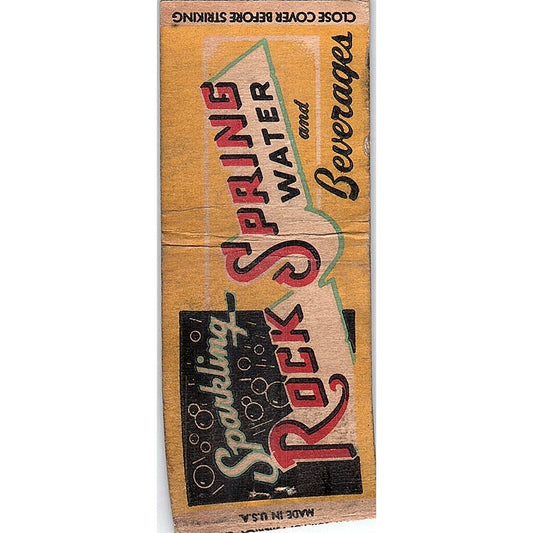 CLOSE COVER BEFORE STRIKING
Sparkling
ROCK SPRING
WATER
and
Beverages
MADE IN U.S.A.